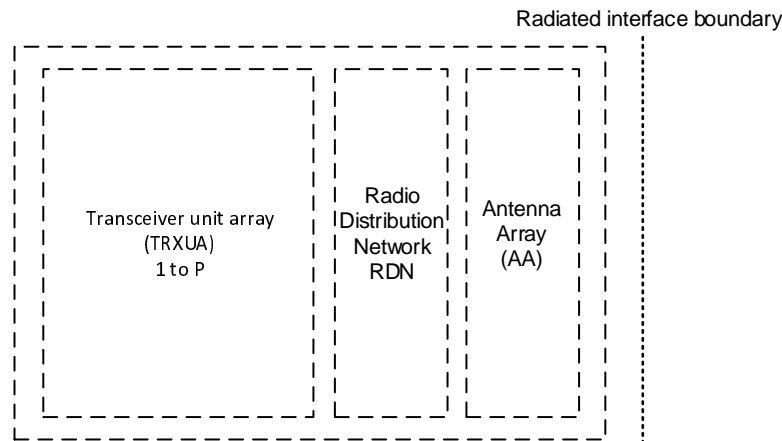 Radiated interface boundary
Transceiver unit array
(TRXUA)
1 to P
Radio
Distribution
Network
RDN
Antenna
Array
(AA)